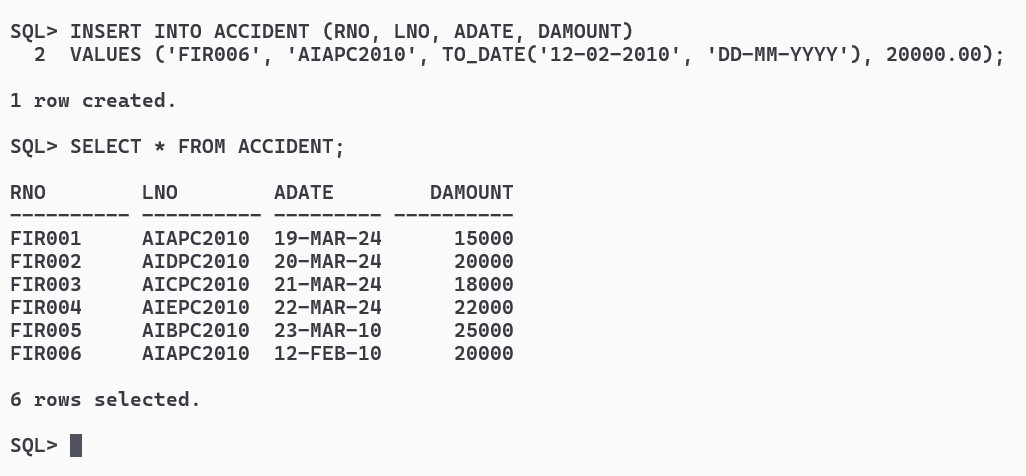 SQL> INSERT INTO ACCIDENT (RNO, LNO, ADATE, DAMOUNT)
  2  VALUES ('FIR006', 'AIAPC2010', TO_DATE('12-02-2010', 'DD-MM-YYYY'), 20000.00);
1 row created.
SQL> SELECT * FROM ACCIDENT;
RNO        LNO        ADATE        DAMOUNT
---------- ---------- --------- ----------
FIR001     AIAPC2010  19-MAR-24      15000
FIR002     AIDPC2010  20-MAR-24      20000
FIR003     AICPC2010  21-MAR-24      18000
FIR004     AIEPC2010  22-MAR-24      22000
FIR005     AIBPC2010  23-MAR-10      25000
FIR006     AIAPC2010  12-FEB-10      20000
6 rows selected.
SQL>